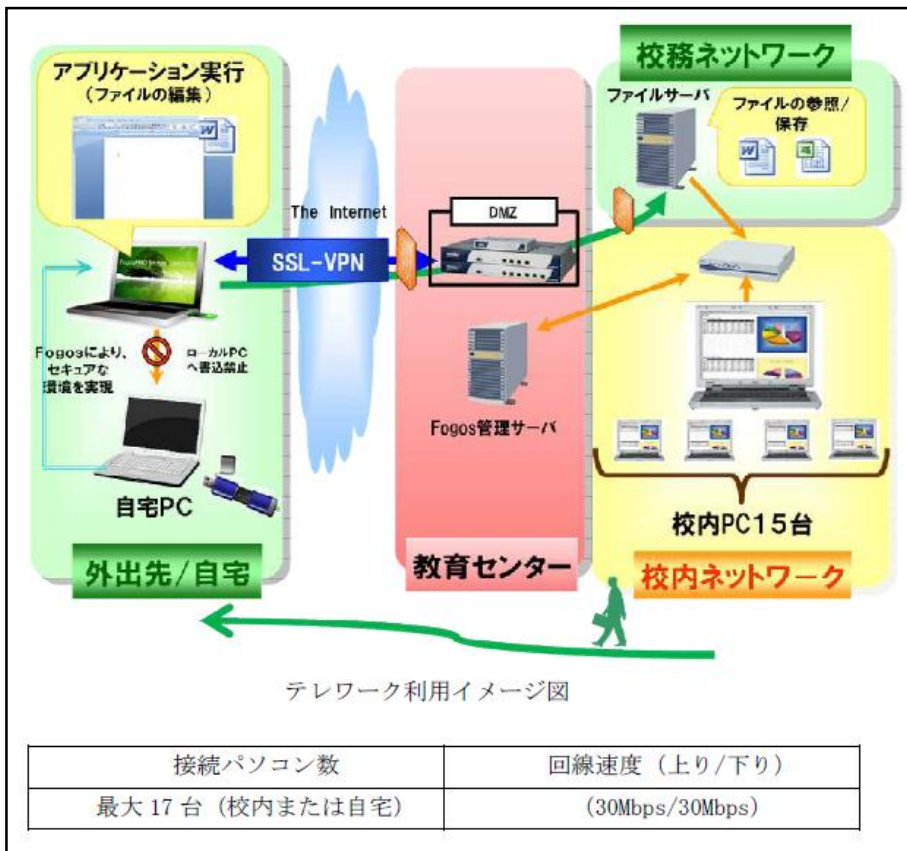 校務ネットワーク
アプリケーション実行
(ファイルの編集)
ファイルサーバ
ファイルの参照/
保存
The Internet
DMZ
SSL-VPN
Fogosにより、
セキュアな
環境を実現
ローカルPC
へ書込禁止
Fogos管理サーバ
自宅PC
校内PC15台
外出先/自宅
教育センター
校内ネットワーク
テレワーク利用イメージ図
接続パソコン数
回線速度（上り/下り）
最大 17 台（校内または自宅）
(30Mbps/30Mbps)